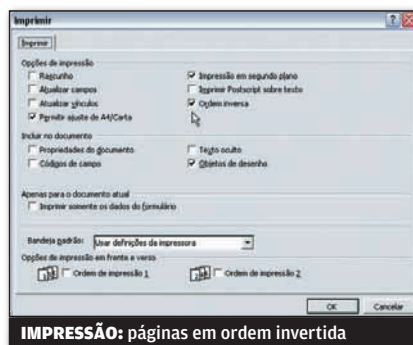 Imprimir
Imprimir
Opções de impressão
Rascunho
Impressão em segundo plano
Atualizar campos
Imprimir Postscript sobre texto
Atualizar vínculos
Ordem inversa
Permitir ajuste de A4/Carta
Incluir no documento
Propriedades do documento
Texto oculto
Códigos de campo
Objetos de desenho
Apenas para o documento atual
Imprimir somente os dados do formulário
Bandeja padrão: Usar definições da impressora
Opções de impressão em frente e verso
Ordem de impressão 1
Ordem de impressão 2
OK Cancelar
IMPRESSÃO: páginas em ordem invertida